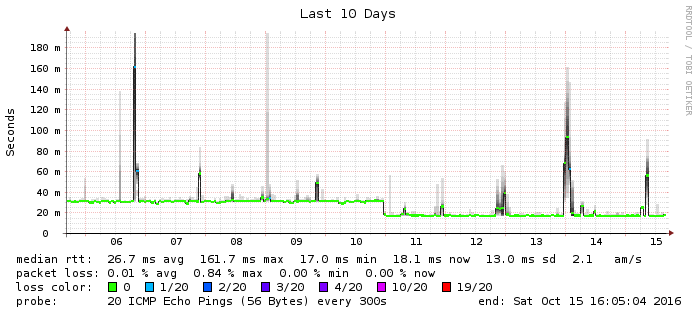 Last 10 Days
RRDTOOL / TOBI OETIKER
Seconds
180 m
160 m
140 m
120 m
100 m
80 m
60 m
40 m
20 m
0
06 07 08 09 10 11 12 13 14 15
median rtt: 26.7 ms avg 161.7 ms max 17.0 ms min 18.1 ms now 13.0 ms sd 2.1 am/s
packet loss: 0.01 % avg 0.84 % max 0.00 % min 0.00 % now
loss color: 0 1/20 2/20 3/20 4/20 10/20 19/20
probe: 20 ICMP Echo Pings (56 Bytes) every 300s end: Sat Oct 15 16:05:04 2016